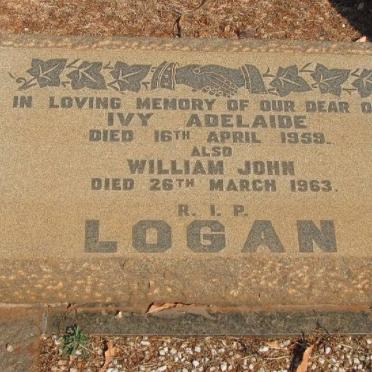 IN LOVING MEMORY OF OUR DEAR
IVY ADELAIDE
DIED 16TH APRIL 1959.
ALSO
WILLIAM JOHN
DIED 26TH MARCH 1963.
R. I. P.
LOGAN